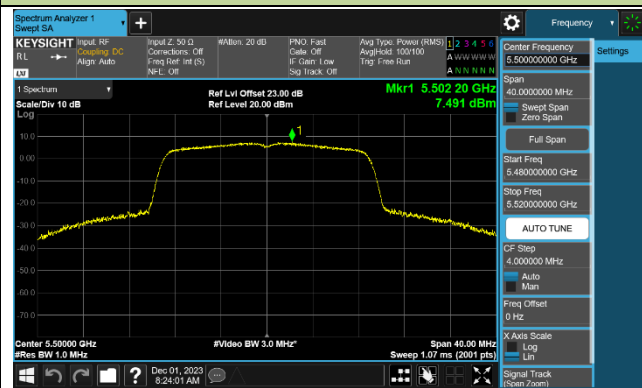 Spectrum Analyzer 1
Swept SA
Frequency
KEYSIGHT
RL
LXI
Input: RF
Coupling: DC
Align: Auto
Input Z: 50 Ω
Corrections: Off
Freq Ref: Int (S)
NFE: Off
#Atten: 20 dB
PNO: Fast
Gate: Off
IF Gain: Low
Sig Track: Off
Avg Type: Power (RMS)
Avg|Hold: 100/100
Trig: Free Run
1 2 3 4 5 6
A W W W W W
A N N N N N
1 Spectrum
Scale/Div 10 dB
Ref Lvl Offset 23.00 dB
Ref Level 20.00 dBm
Mkr1 5.502 20 GHz
7.491 dBm
Log
1
10.0
0.00
-10.0
-20.0
-30.0
-40.0
-50.0
-60.0
-70.0
Center 5.50000 GHz
#Res BW 1.0 MHz
#Video BW 3.0 MHz*
Span 40.00 MHz
Sweep 1.07 ms (2001 pts)
Dec 01, 2023
8:24:01 AM
Center Frequency
5.500000000 GHz
Settings
Span
40.0000000 MHz
Swept Span
Zero Span
Full Span
Start Freq
5.480000000 GHz
Stop Freq
5.520000000 GHz
AUTO TUNE
CF Step
4.000000 MHz
Auto
Man
Freq Offset
0 Hz
X Axis Scale
Log
Lin
Signal Track
(Span Zoom)